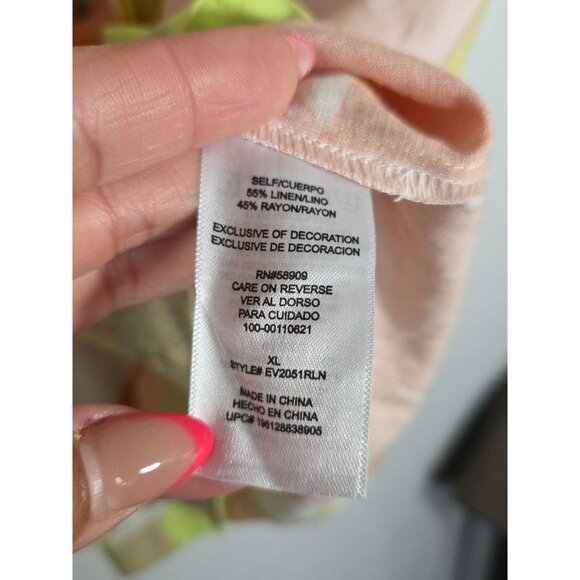 SELF/CUERPO
55% LINEN/LINO
45% RAYON/RAYON
EXCLUSIVE OF DECORATION
EXCLUSIVE DE DECORACION
RN#58909
CARE ON REVERSE
VER AL DORSO
PARA CUIDADO
100-00110621
XL
STYLE# EV2051RLN
MADE IN CHINA
HECHO EN CHINA
UPC# 196128838905